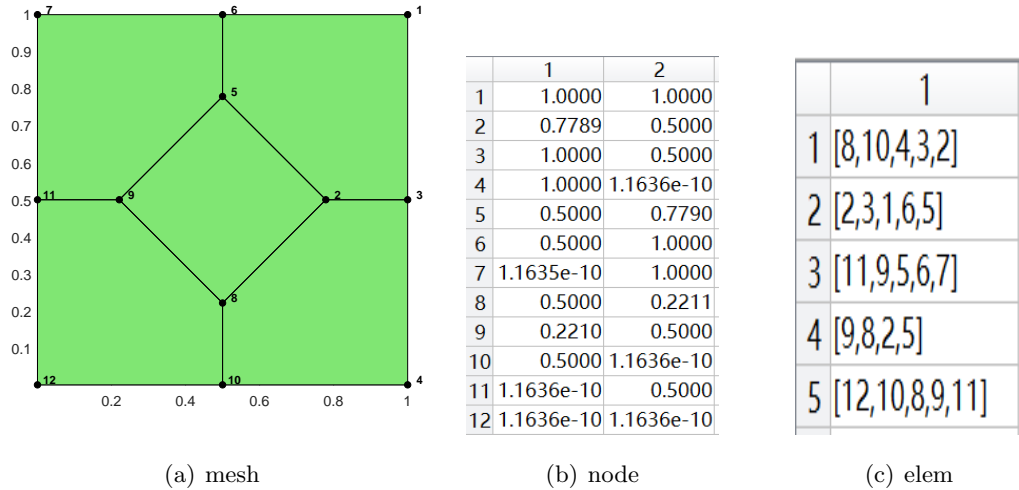 7 6 1
1
0.9
0.8 5
0.7
0.6
11 9 2 3
0.5
0.4
0.3 8
0.2
0.1
12 10 4
0.2 0.4 0.6 0.8 1
(a) mesh
1 2
1 1.0000 1.0000
2 0.7789 0.5000
3 1.0000 0.5000
4 1.0000 1.1636e-10
5 0.5000 0.7790
6 0.5000 1.0000
7 1.1635e-10 1.0000
8 0.5000 0.2211
9 0.2210 0.5000
10 0.5000 1.1636e-10
11 1.1636e-10 0.5000
12 1.1636e-10 1.1636e-10
(b) node
1
1 [8,10,4,3,2]
2 [2,3,1,6,5]
3 [11,9,5,6,7]
4 [9,8,2,5]
5 [12,10,8,9,11]
(c) elem